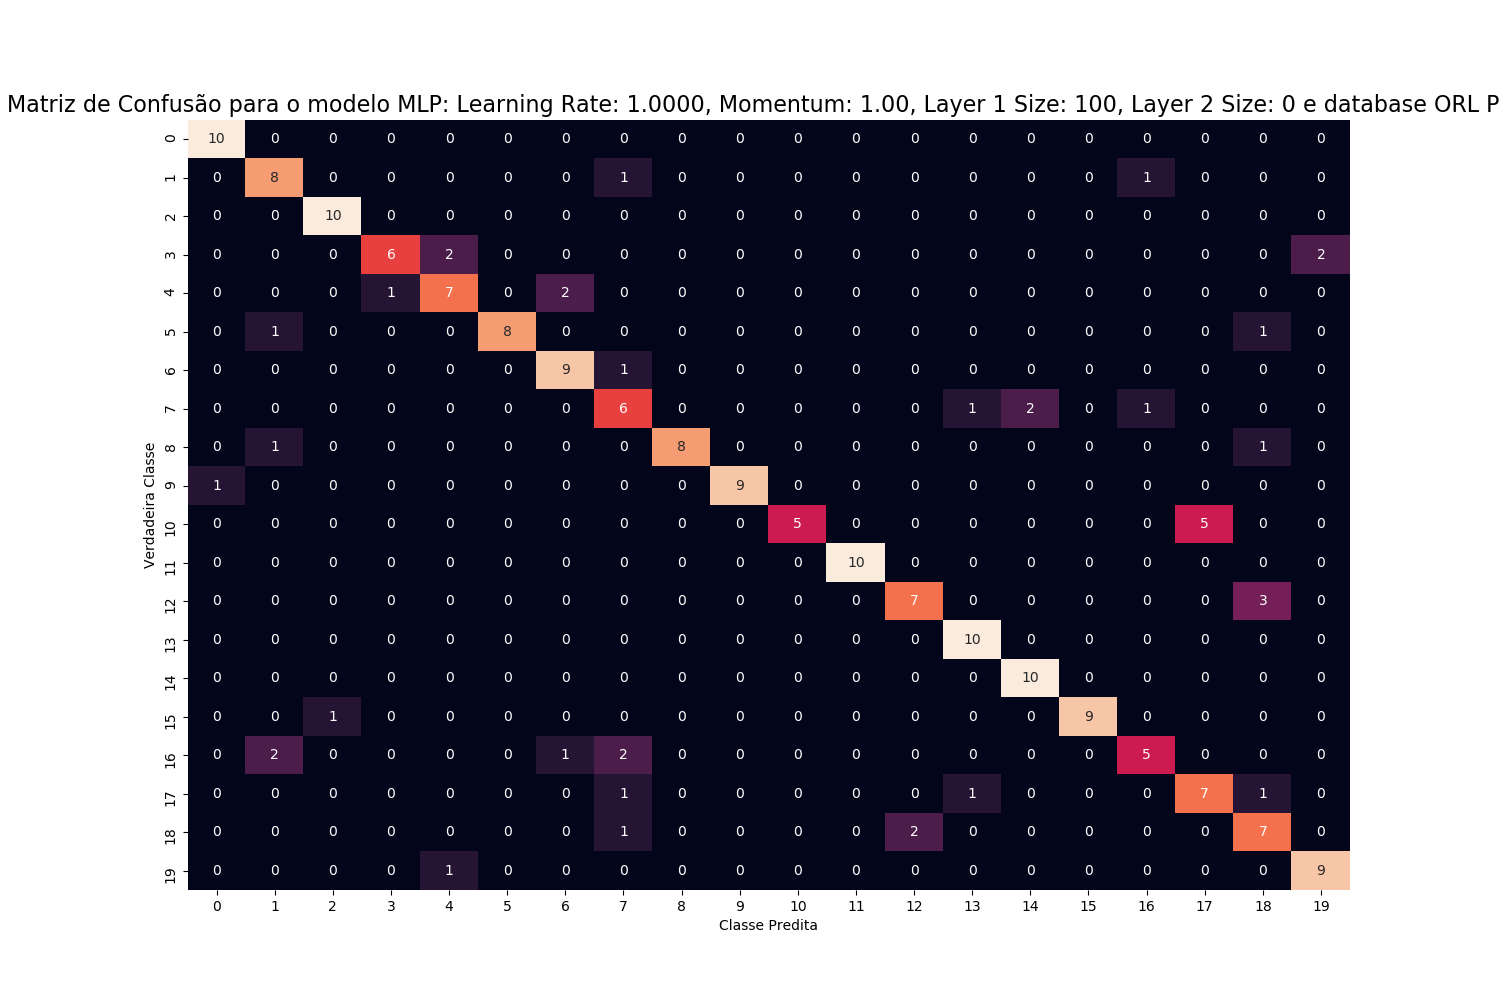 Matriz de Confusão para o modelo MLP: Learning Rate: 1.0000, Momentum: 1.00, Layer 1 Size: 100, Layer 2 Size: 0 e database ORL P
0 10 0 0 0 0 0 0 0 0 0 0 0 0 0 0 0 0 0 0 0
1 0 8 0 0 0 0 0 1 0 0 0 0 0 0 0 0 1 0 0 0
2 0 0 10 0 0 0 0 0 0 0 0 0 0 0 0 0 0 0 0 0
3 0 0 0 6 2 0 0 0 0 0 0 0 0 0 0 0 0 0 0 2
4 0 0 0 1 7 0 2 0 0 0 0 0 0 0 0 0 0 0 0 0
5 0 1 0 0 0 8 0 0 0 0 0 0 0 0 0 0 0 0 1 0
6 0 0 0 0 0 0 9 1 0 0 0 0 0 0 0 0 0 0 0 0
7 0 0 0 0 0 0 0 6 0 0 0 0 0 1 2 0 1 0 0 0
8 0 1 0 0 0 0 0 0 8 0 0 0 0 0 0 0 0 0 1 0
9 1 0 0 0 0 0 0 0 0 9 0 0 0 0 0 0 0 0 0 0
10 0 0 0 0 0 0 0 0 0 0 5 0 0 0 0 0 0 5 0 0
11 0 0 0 0 0 0 0 0 0 0 0 10 0 0 0 0 0 0 0 0
12 0 0 0 0 0 0 0 0 0 0 0 0 7 0 0 0 0 0 3 0
13 0 0 0 0 0 0 0 0 0 0 0 0 0 10 0 0 0 0 0 0
14 0 0 0 0 0 0 0 0 0 0 0 0 0 0 10 0 0 0 0 0
15 0 0 1 0 0 0 0 0 0 0 0 0 0 0 0 9 0 0 0 0
16 0 2 0 0 0 0 1 2 0 0 0 0 0 0 0 0 5 0 0 0
17 0 0 0 0 0 0 0 1 0 0 0 0 0 1 0 0 0 7 1 0
18 0 0 0 0 0 0 0 1 0 0 0 0 2 0 0 0 0 0 7 0
19 0 0 0 0 1 0 0 0 0 0 0 0 0 0 0 0 0 0 0 9
0 1 2 3 4 5 6 7 8 9 10 11 12 13 14 15 16 17 18 19
Verdadeira Classe
Classe Predita